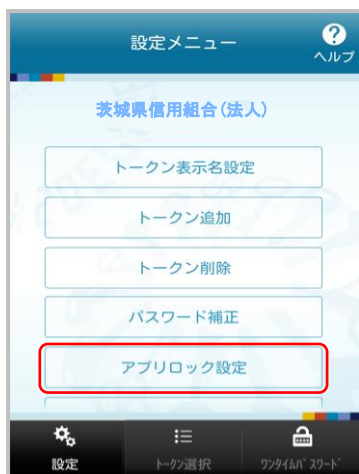 設定メニュー
?
ヘルプ
茨城県信用組合(法人)
トークン表示名設定
トークン追加
トークン削除
パスワード補正
アプリロック設定
設定
トークン選択
ワンタイムパスワード